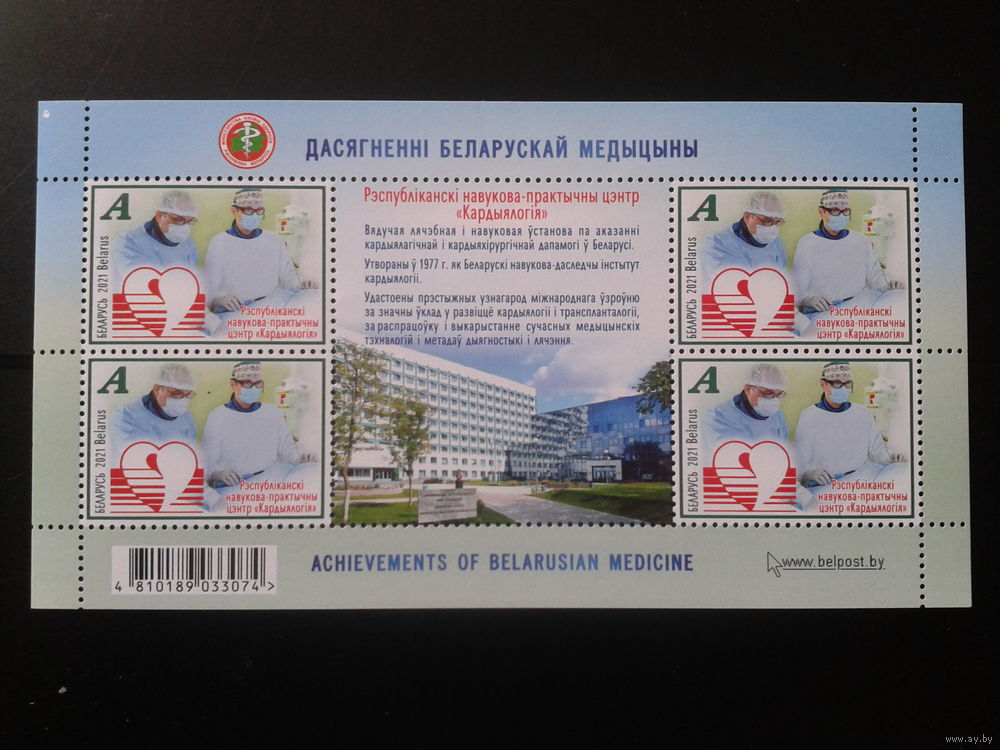 ДАСЯГНЕННІ БЕЛАРУСКАЙ МЕДЫЦЫНЫ
A
БЕЛАРУСЬ 2021 Belarus
Рэспубліканскі
навукова-практычны
цэнтр «Кардыялогія»
Рэспубліканскі навукова-практычны цэнтр
«Кардыялогія»
Вядучая лячэбная і навуковая ўстанова па аказанні
кардыялагічнай і кардыяхірургічнай дапамогі ў Беларусі.
Утвораны ў 1977 г. як Беларускі навукова-даследчы інстытут
кардыялогіі.
Удастоены прэстыжных узнагарод міжнароднага ўзроўню
за значны ўклад у развіццё кардыялогіі і трансплантaлогіі,
за распрацоўку і выкарыстанне сучасных медыцынскіх
тэхналогій і метадаў дыягностыкі і лячэння.
A
БЕЛАРУСЬ 2021 Belarus
Рэспубліканскі
навукова-практычны
цэнтр «Кардыялогія»
A
БЕЛАРУСЬ 2021 Belarus
Рэспубліканскі
навукова-практычны
цэнтр «Кардыялогія»
A
БЕЛАРУСЬ 2021 Belarus
Рэспубліканскі
навукова-практычны
цэнтр «Кардыялогія»
4 810189 033074 >
ACHIEVEMENTS OF BELARUSIAN MEDICINE
www.belpost.by
www.ay.by